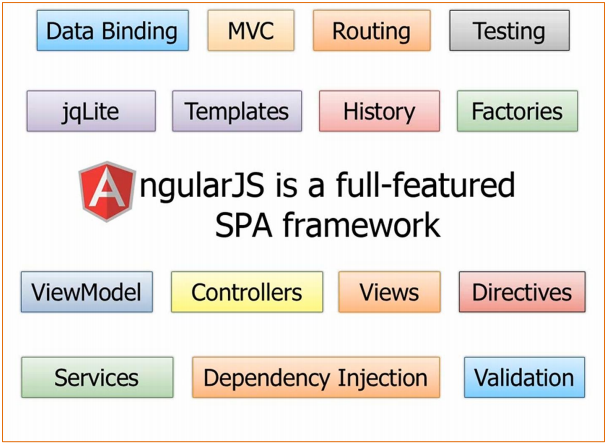 Data Binding
MVC
Routing
Testing
jqLite
Templates
History
Factories
AngularJS is a full-featured
SPA framework
ViewModel
Controllers
Views
Directives
Services
Dependency Injection
Validation